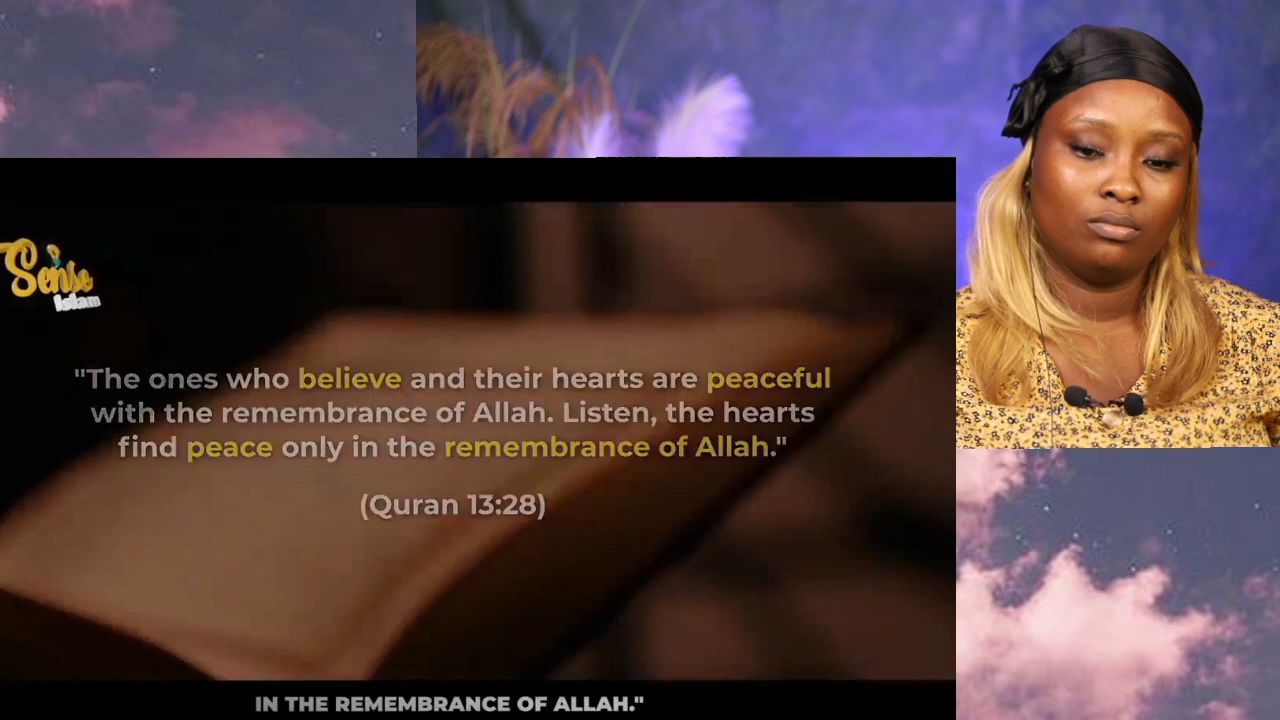 Sense
Islam
"The ones who believe and their hearts are peaceful
with the remembrance of Allah. Listen, the hearts
find peace only in the remembrance of Allah."
(Quran 13:28)
IN THE REMEMBRANCE OF ALLAH."